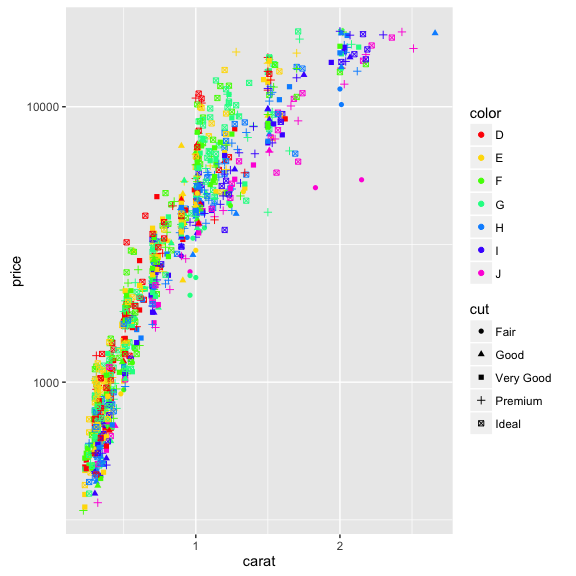 10000
1000
price
1
2
carat
color
D
E
F
G
H
I
J
cut
Fair
Good
Very Good
Premium
Ideal